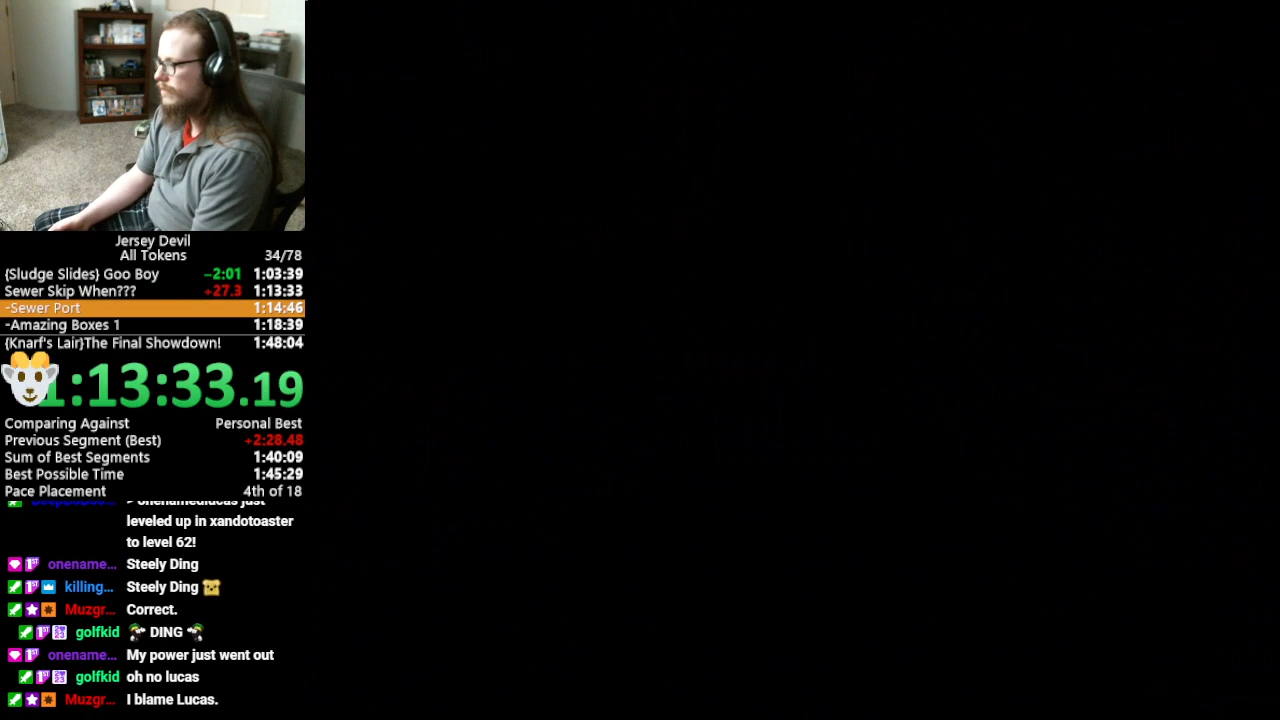 Jersey Devil
All Tokens 34/78
{Sludge Slides} Goo Boy -2:01 1:03:39
Sewer Skip When??? +27.3 1:13:33
-Sewer Port 1:14:46
-Amazing Boxes 1 1:18:39
{Knarf's Lair}The Final Showdown! 1:48:04
1:13:33.19
Comparing Against Personal Best
Previous Segment (Best) +2:28.48
Sum of Best Segments 1:40:09
Best Possible Time 1:45:29
Pace Placement 4th of 18
onenamedlucas just
leveled up in xandotoaster
to level 62!
onename... Steely Ding
killing... Steely Ding
Muzgr... Correct.
golfkid DING
onename... My power just went out
golfkid oh no lucas
Muzgr... I blame Lucas.